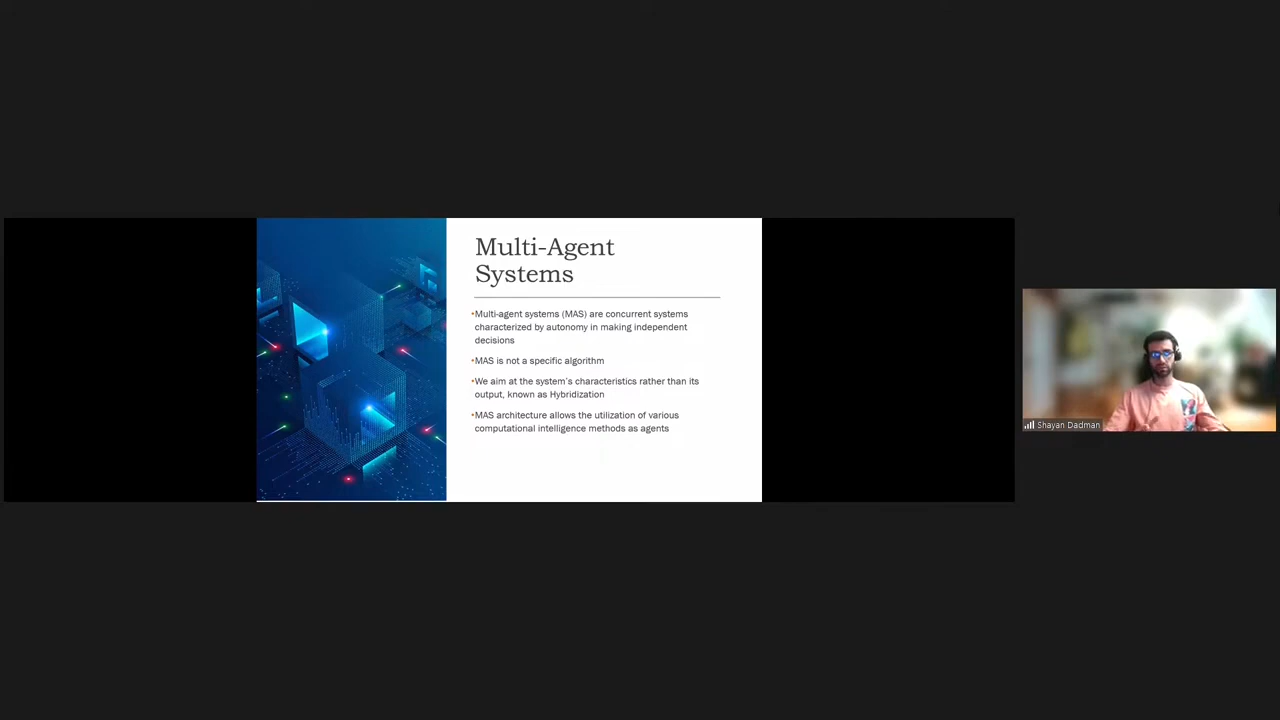 Multi-Agent
Systems
•Multi-agent systems (MAS) are concurrent systems
characterized by autonomy in making independent
decisions
•MAS is not a specific algorithm
•We aim at the system's characteristics rather than its
output, known as Hybridization
•MAS architecture allows the utilization of various
computational intelligence methods as agents
Shayan Dadman